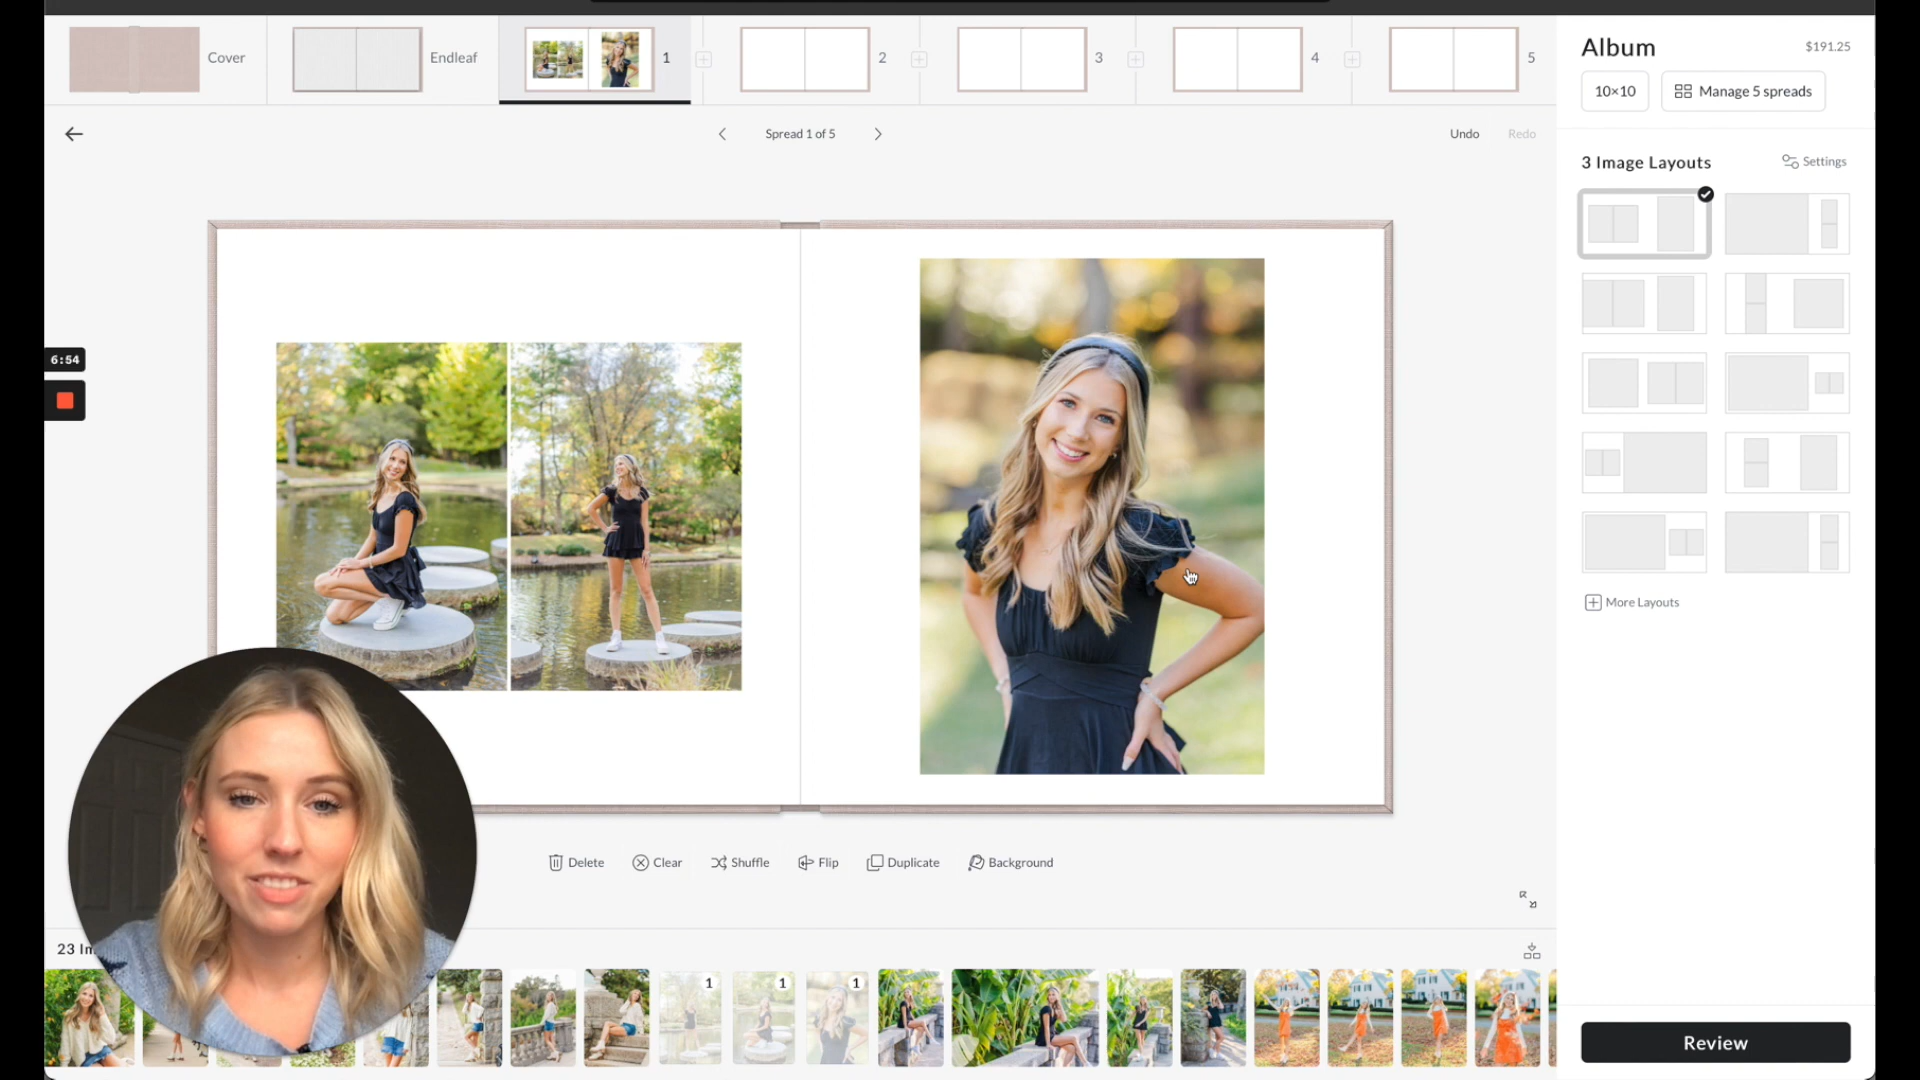 Cover
Endleaf
1
2
3
4
5
Album
$191.25
10×10
Manage 5 spreads
Spread 1 of 5
Undo
Redo
3 Image Layouts
Settings
6:54
More Layouts
Delete
Clear
Shuffle
Flip
Duplicate
Background
23
1
1
1
Review